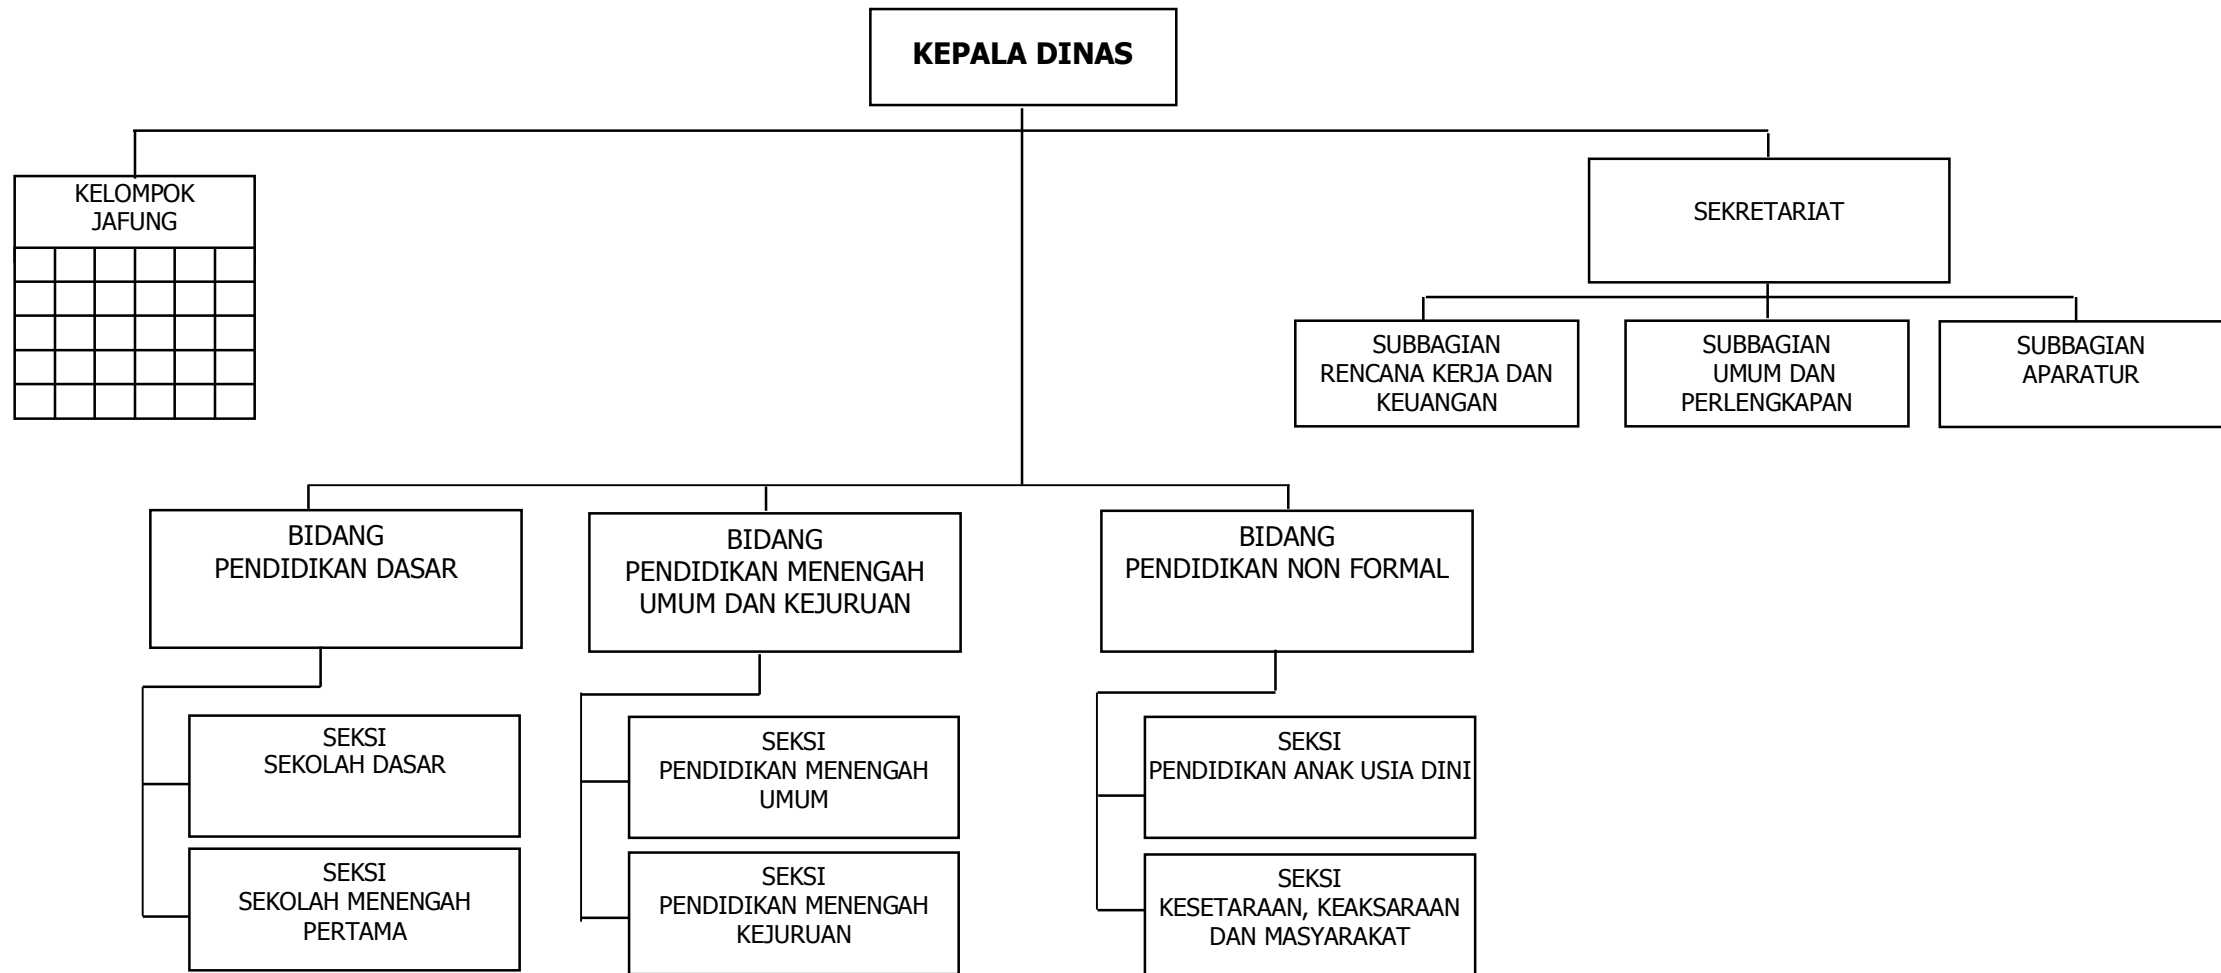 KEPALA DINAS
KELOMPOK
JAFUNG
SEKRETARIAT
SUBBAGIAN
RENCANA KERJA DAN
KEUANGAN
SUBBAGIAN
UMUM DAN
PERLENGKAPAN
SUBBAGIAN
APARATUR
BIDANG
PENDIDIKAN DASAR
BIDANG
PENDIDIKAN MENENGAH
UMUM DAN KEJURUAN
BIDANG
PENDIDIKAN NON FORMAL
SEKSI
SEKOLAH DASAR
SEKSI
PENDIDIKAN MENENGAH
UMUM
SEKSI
PENDIDIKAN ANAK USIA DINI
SEKSI
SEKOLAH MENENGAH
PERTAMA
SEKSI
PENDIDIKAN MENENGAH
KEJURUAN
SEKSI
KESETARAAN, KEAKSARAAN
DAN MASYARAKAT